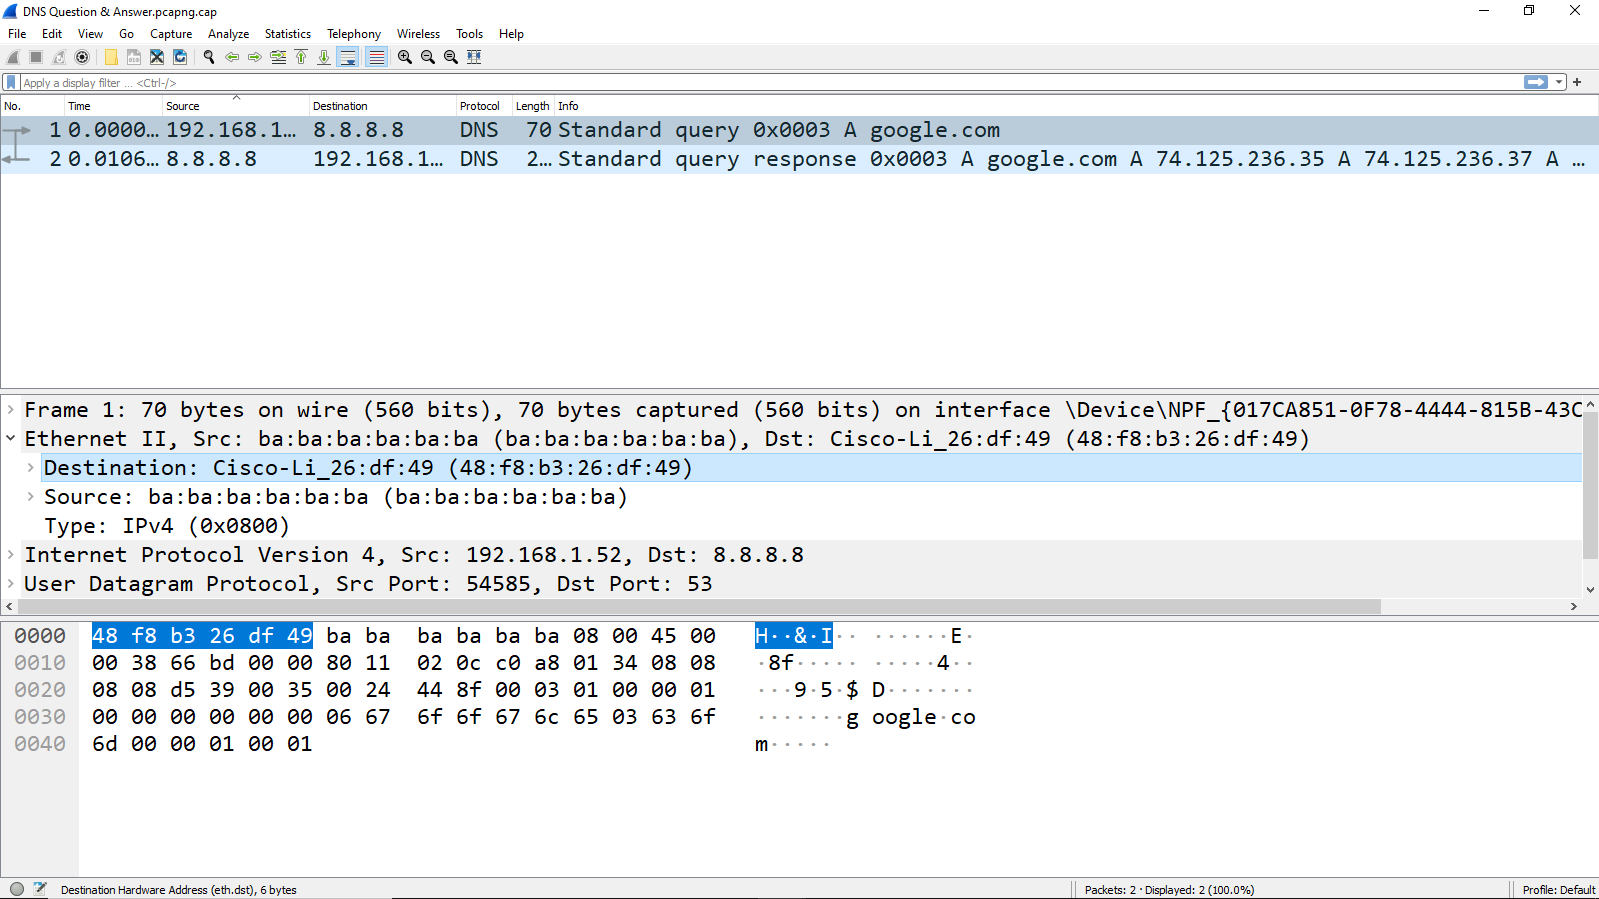 DNS Question & Answer.pcapng.cap
File Edit View Go Capture Analyze Statistics Telephony Wireless Tools Help
Apply a display filter ... <Ctrl-/>
No. Time Source Destination Protocol Length Info
1 0.0000... 192.168.1... 8.8.8.8 DNS 70 Standard query 0x0003 A google.com
2 0.0106... 8.8.8.8 192.168.1... DNS 2... Standard query response 0x0003 A google.com A 74.125.236.35 A 74.125.236.37 A ...
Frame 1: 70 bytes on wire (560 bits), 70 bytes captured (560 bits) on interface \Device\NPF_{017CA851-0F78-4444-815B-43C
Ethernet II, Src: ba:ba:ba:ba:ba:ba (ba:ba:ba:ba:ba:ba), Dst: Cisco-Li_26:df:49 (48:f8:b3:26:df:49)
Destination: Cisco-Li_26:df:49 (48:f8:b3:26:df:49)
Source: ba:ba:ba:ba:ba:ba (ba:ba:ba:ba:ba:ba)
Type: IPv4 (0x0800)
Internet Protocol Version 4, Src: 192.168.1.52, Dst: 8.8.8.8
User Datagram Protocol, Src Port: 54585, Dst Port: 53
0000 48 f8 b3 26 df 49 ba ba ba ba ba ba 08 00 45 00 H··&·I·· ······E·
0010 00 38 66 bd 00 00 80 11 02 0c c0 a8 01 34 08 08 ·8f····· ·····4··
0020 08 08 d5 39 00 35 00 24 44 8f 00 03 01 00 00 01 ···9·5·$ D·······
0030 00 00 00 00 00 00 06 67 6f 6f 67 6c 65 03 63 6f ·······g oogle·co
0040 6d 00 00 01 00 01 m·····
Destination Hardware Address (eth.dst), 6 bytes
Packets: 2 · Displayed: 2 (100.0%)
Profile: Default